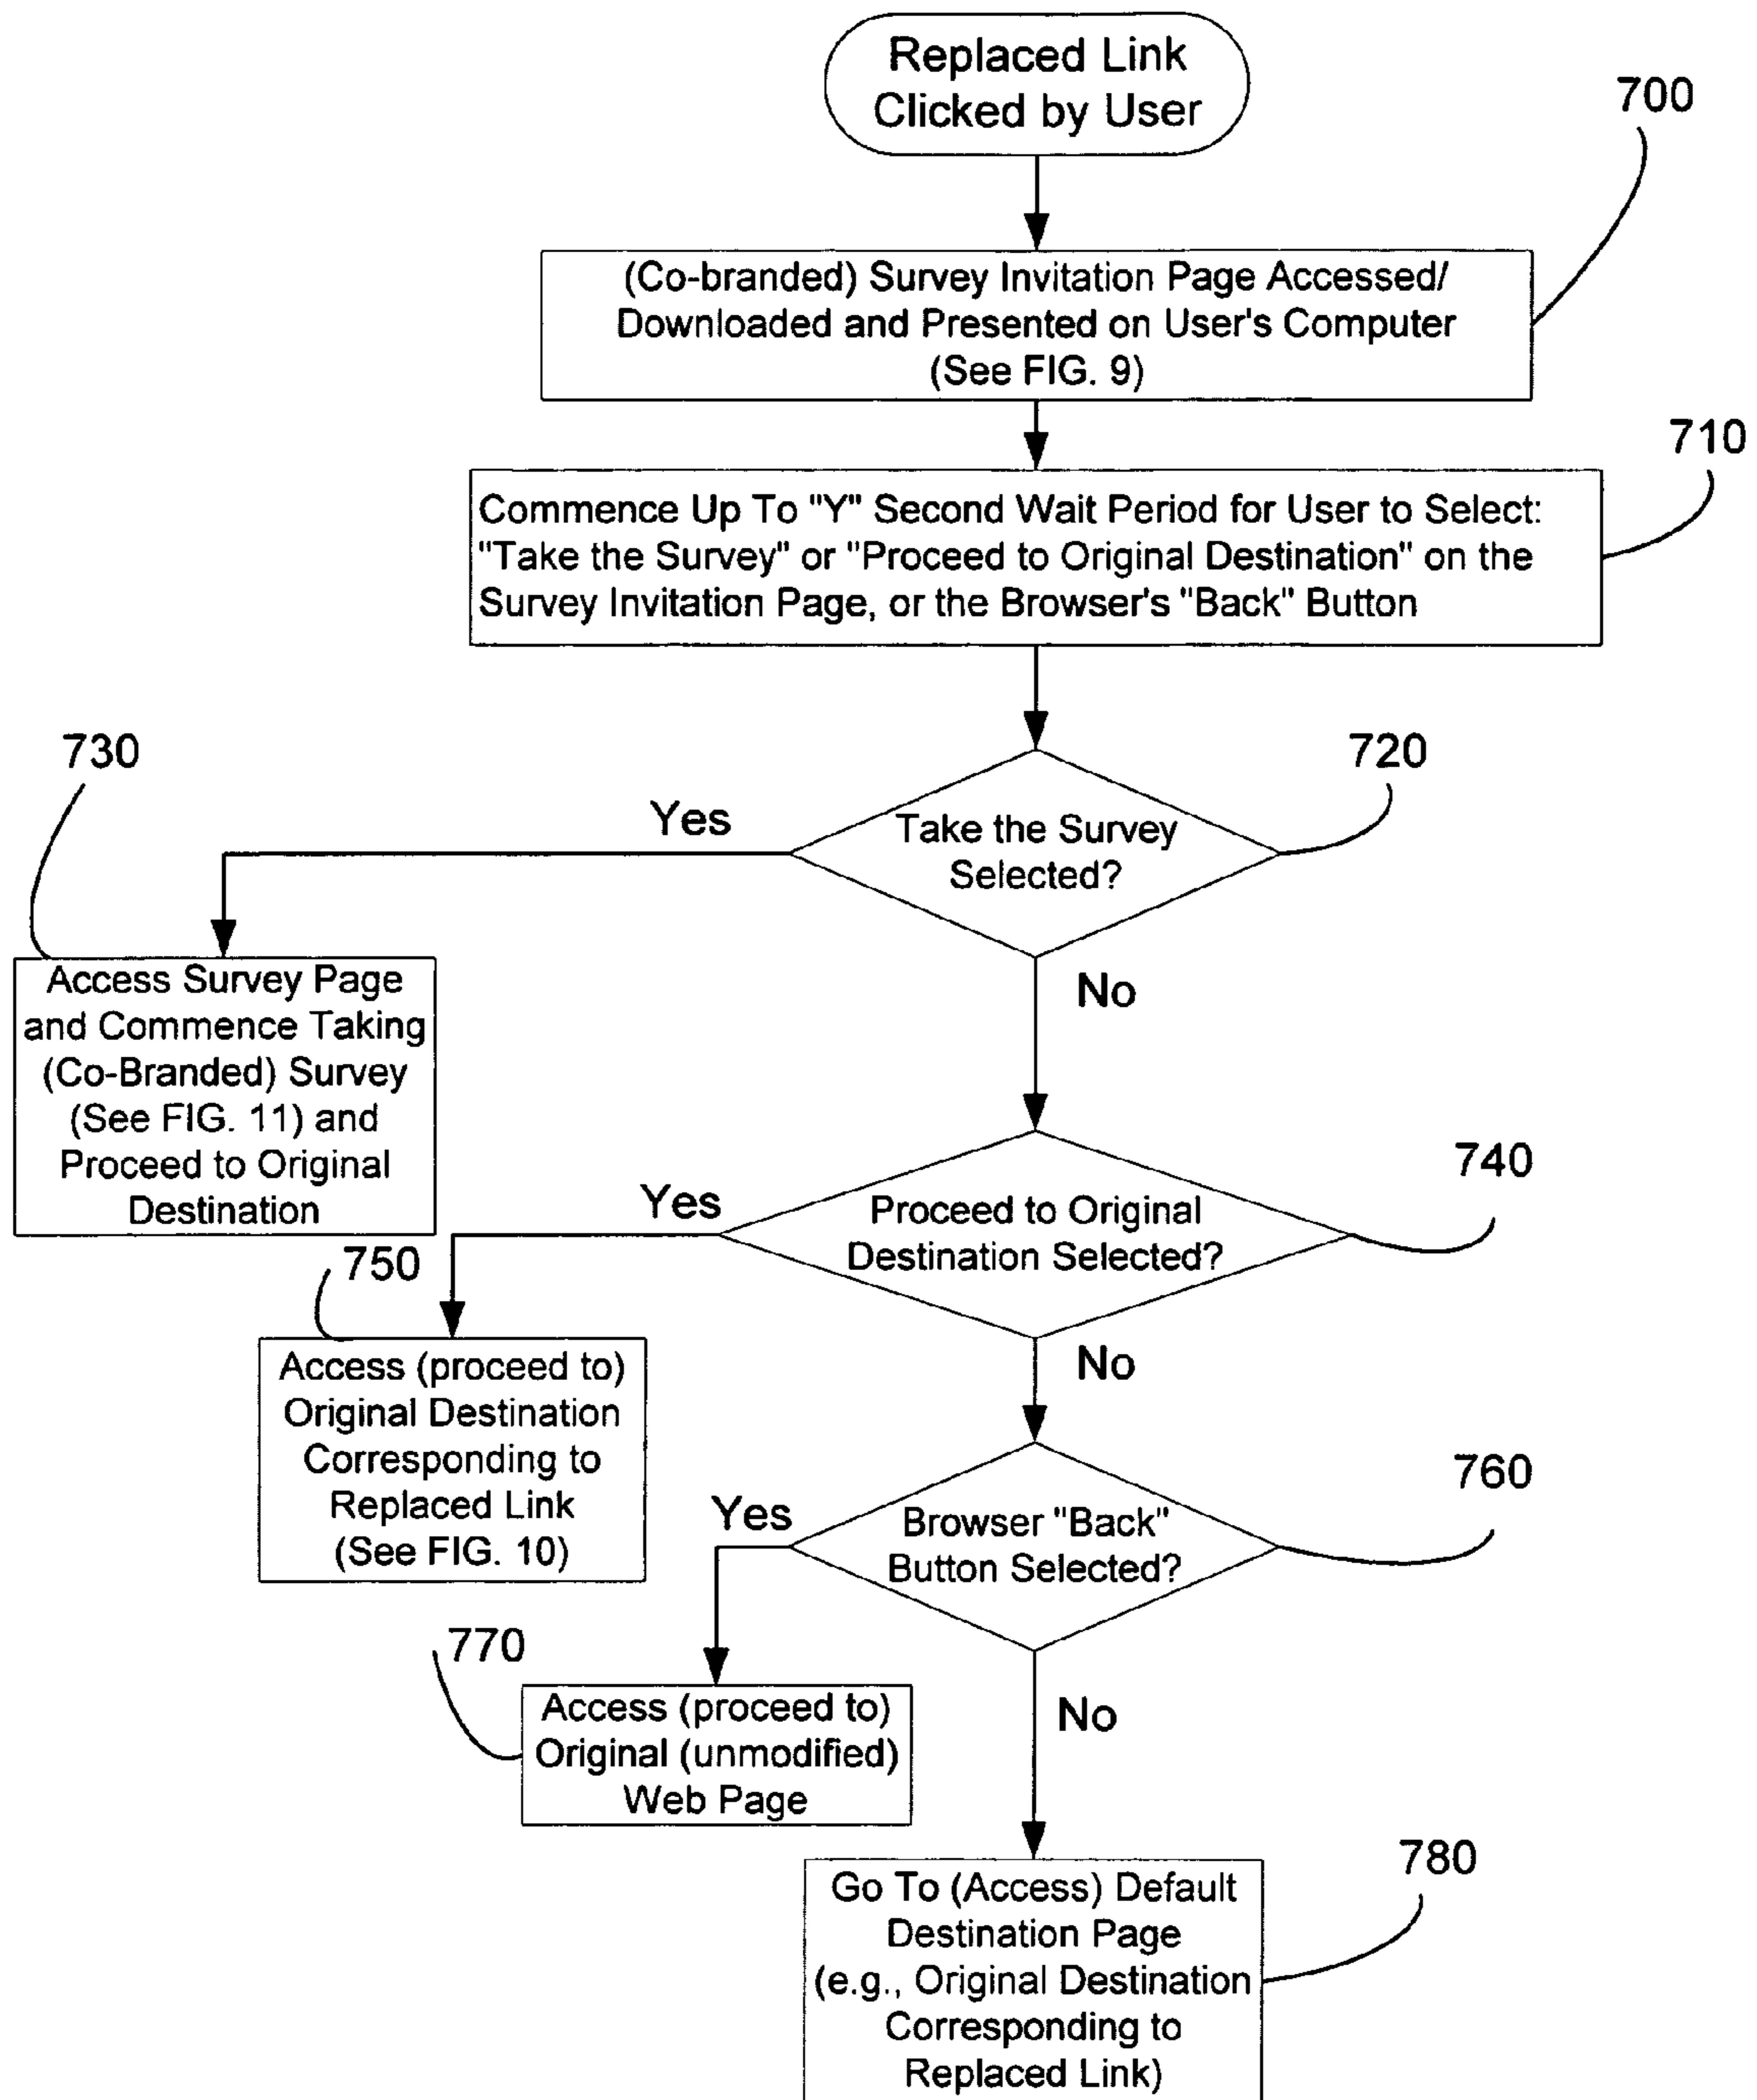 Replaced Link
Clicked by User
700
(Co-branded) Survey Invitation Page Accessed/
Downloaded and Presented on User's Computer
(See FIG. 9)
710
Commence Up To "Y" Second Wait Period for User to Select:
"Take the Survey" or "Proceed to Original Destination" on the
Survey Invitation Page, or the Browser's "Back" Button
730
720
Yes
Take the Survey
Selected?
No
Access Survey Page
and Commence Taking
(Co-Branded) Survey
(See FIG. 11) and
Proceed to Original
Destination
740
Yes
Proceed to Original
Destination Selected?
No
750
Access (proceed to)
Original Destination
Corresponding to
Replaced Link
(See FIG. 10)
760
Yes
Browser "Back"
Button Selected?
No
770
Access (proceed to)
Original (unmodified)
Web Page
780
Go To (Access) Default
Destination Page
(e.g., Original Destination
Corresponding to
Replaced Link)